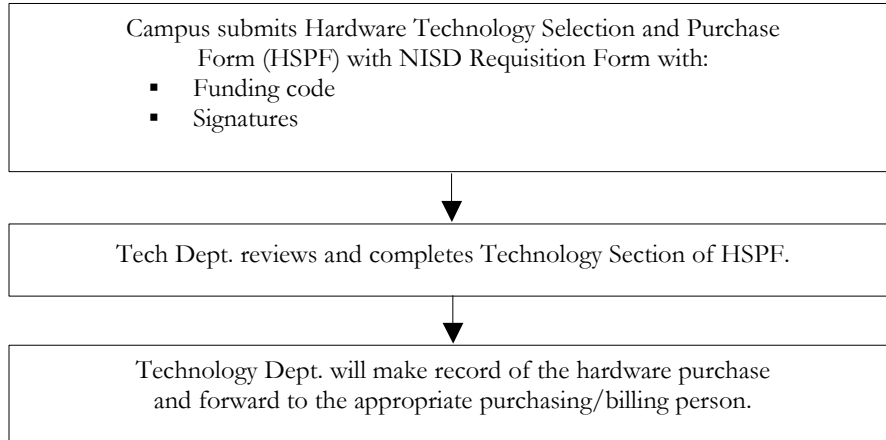 Campus submits Hardware Technology Selection and Purchase
Form (HSPF) with NISD Requisition Form with:
▪ Funding code
▪ Signatures
Tech Dept. reviews and completes Technology Section of HSPF.
Technology Dept. will make record of the hardware purchase
and forward to the appropriate purchasing/billing person.